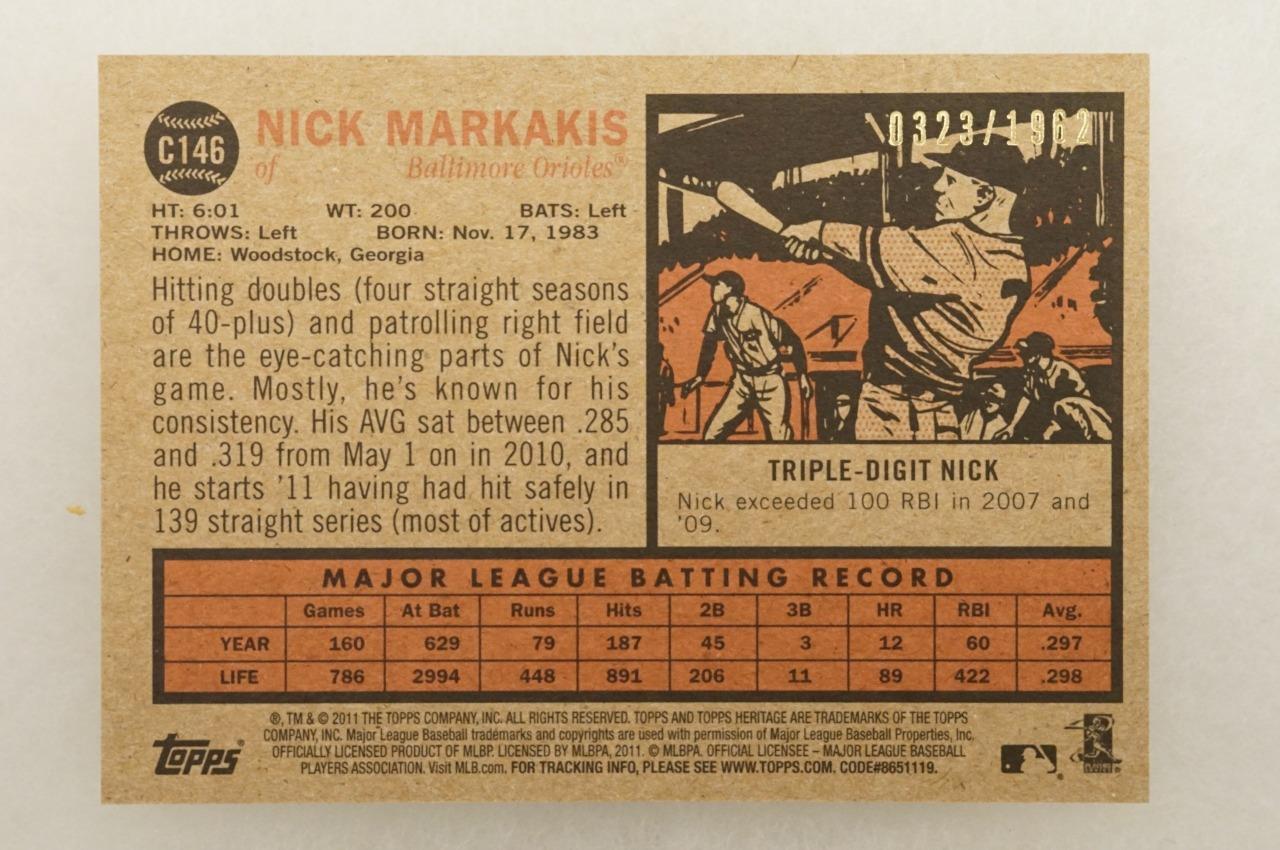 C146
NICK MARKAKIS
of Baltimore Orioles®
HT: 6:01 WT: 200 BATS: Left
THROWS: Left BORN: Nov. 17, 1983
HOME: Woodstock, Georgia
Hitting doubles (four straight seasons
of 40-plus) and patrolling right field
are the eye-catching parts of Nick's
game. Mostly, he's known for his
consistency. His AVG sat between .285
and .319 from May 1 on in 2010, and
he starts '11 having had hit safely in
139 straight series (most of actives).
0323/1962
TRIPLE-DIGIT NICK
Nick exceeded 100 RBI in 2007 and
'09.
MAJOR LEAGUE BATTING RECORD
Games At Bat Runs Hits 2B 3B HR RBI Avg.
YEAR 160 629 79 187 45 3 12 60 .297
LIFE 786 2994 448 891 206 11 89 422 .298
®, TM & © 2011 THE TOPPS COMPANY, INC. ALL RIGHTS RESERVED. TOPPS AND TOPPS HERITAGE ARE TRADEMARKS OF THE TOPPS
COMPANY, INC. Major League Baseball trademarks and copyrights are used with permission of Major League Baseball Properties, Inc.
OFFICIALLY LICENSED PRODUCT OF MLBP. LICENSED BY MLBPA, 2011. © MLBPA. OFFICIAL LICENSEE – MAJOR LEAGUE BASEBALL
PLAYERS ASSOCIATION. Visit MLB.com. FOR TRACKING INFO, PLEASE SEE WWW.TOPPS.COM. CODE#8651119.
topps®